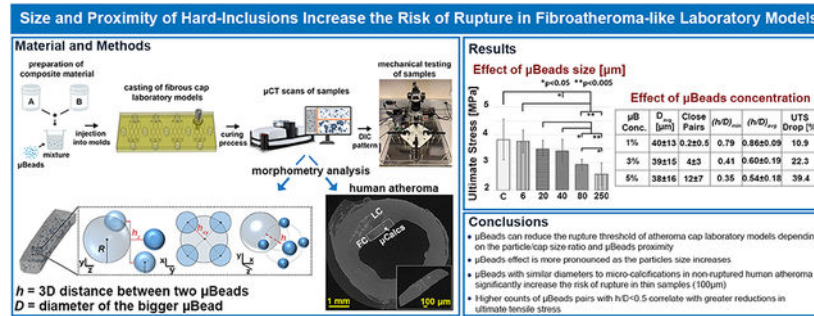 Size and Proximity of Hard-Inclusions Increase the Risk of Rupture in Fibroatheroma-like Laboratory Models
Material and Methods
preparation of
composite material
A
B
µBeads
mixture
injection
into molds
casting of fibrous cap
laboratory models
curing
process
µCT scans of samples
DIC
pattern
mechanical testing
of samples
morphometry analysis
human atheroma
LC
FC
µCalcs
1 mm
100 µm
R
h
y
z
x
h = 3D distance between two µBeads
D = diameter of the bigger µBead
Results
Effect of µBeads size [µm]
*p<0.05 **p<0.005
Ultimate Stress [MPa]
5
4
3
2
C 6 20 40 80 250
Effect of µBeads concentration
µB Conc. D avg [µm] Close Pairs (h/D)min (h/D)avg UTS Drop [%]
1% 40±13 0.2±0.5 0.79 0.86±0.09 10.9
3% 39±15 4±3 0.41 0.60±0.19 22.3
5% 38±16 12±7 0.35 0.54±0.18 39.4
Conclusions
• µBeads can reduce the rupture threshold of atheroma cap laboratory models depending
on the particle/cap size ratio and µBeads proximity
• µBeads effect is more pronounced as the particles size increases
• µBeads with similar diameters to micro-calcifications in non-ruptured human atheroma
significantly increase the risk of rupture in thin samples (100µm)
• Higher counts of µBeads pairs with h/D<0.5 correlate with greater reductions in
ultimate tensile stress